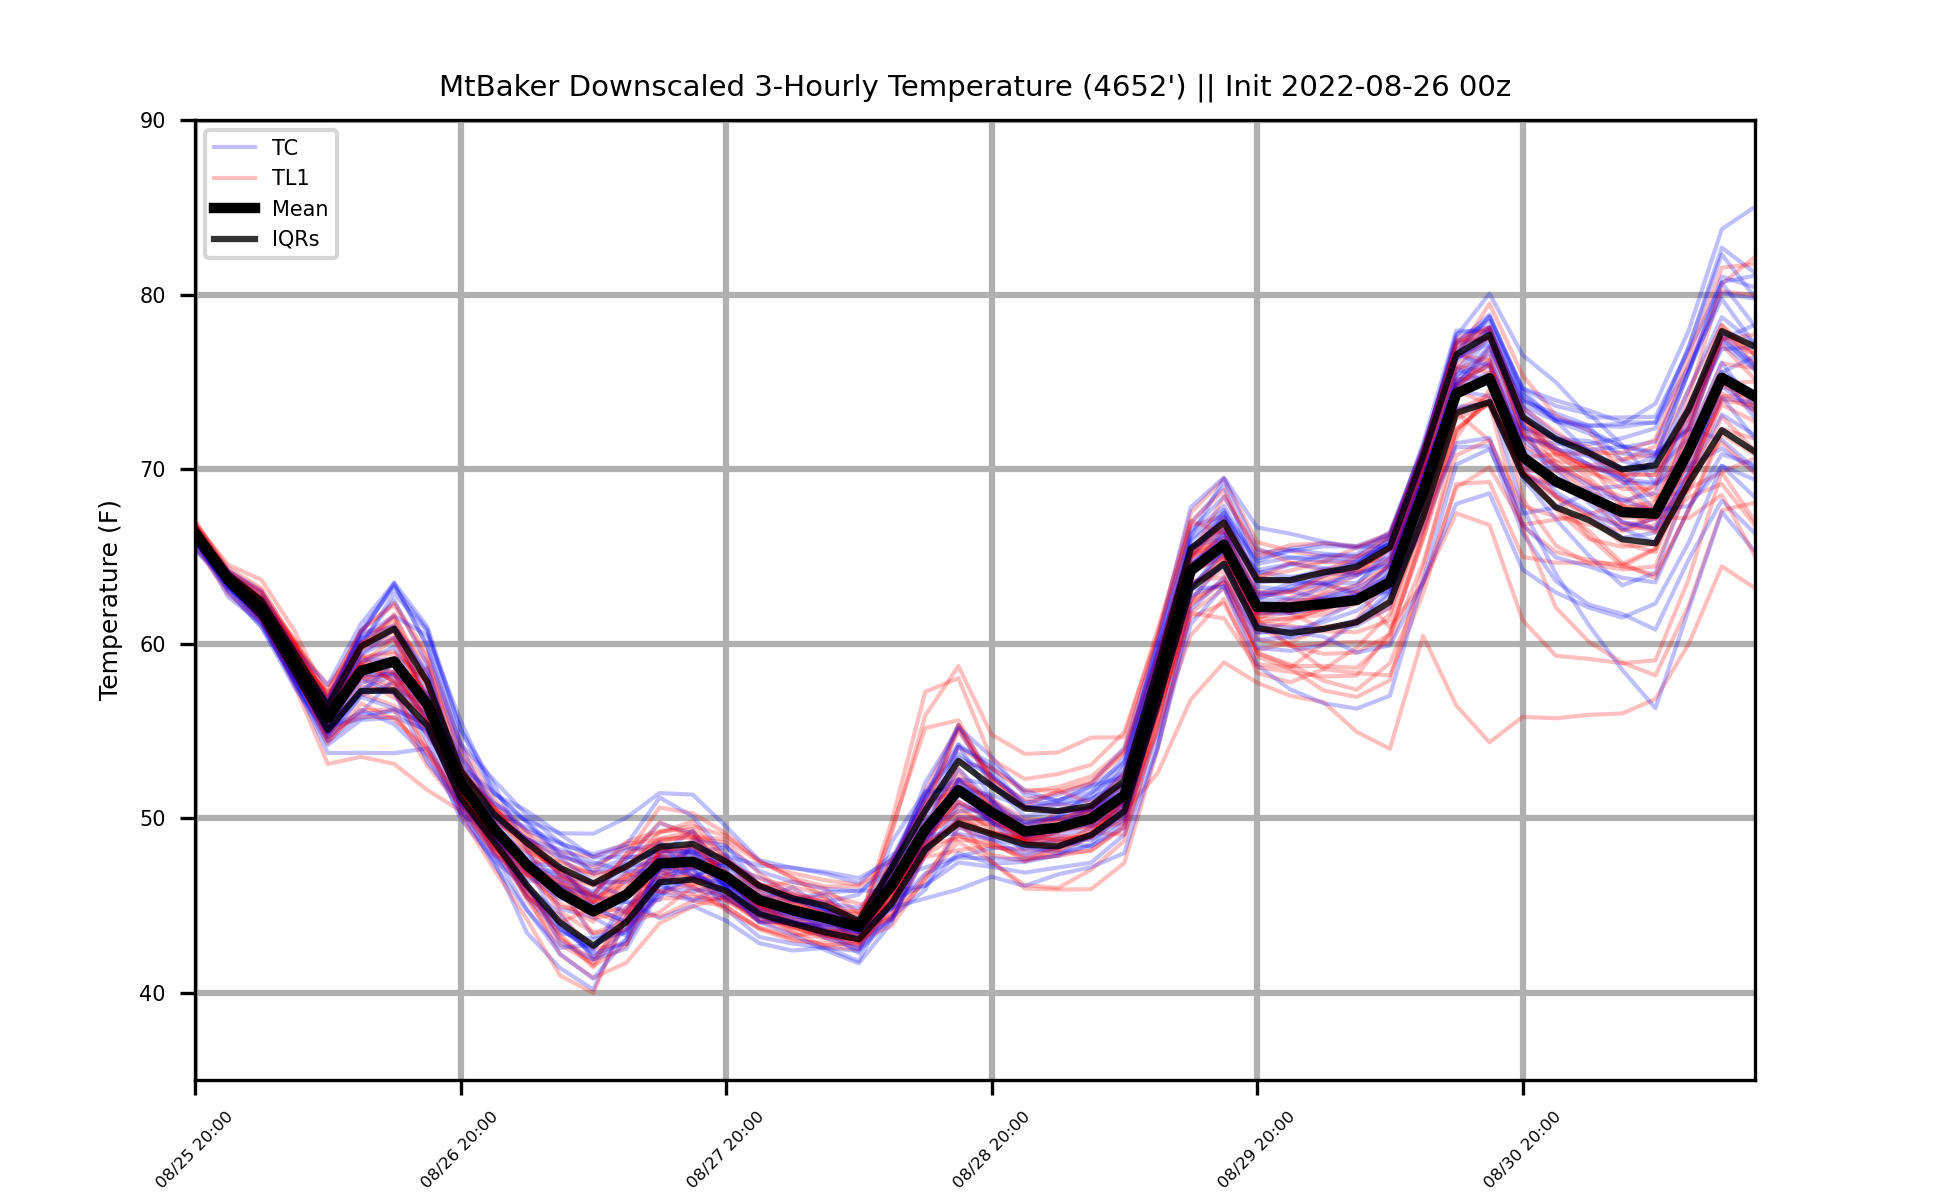 MtBaker Downscaled 3-Hourly Temperature (4652') || Init 2022-08-26 00z
TC
TL1
Mean
IQRs
Temperature (F)
90
80
70
60
50
40
08/25 20:00
08/26 20:00
08/27 20:00
08/28 20:00
08/29 20:00
08/30 20:00